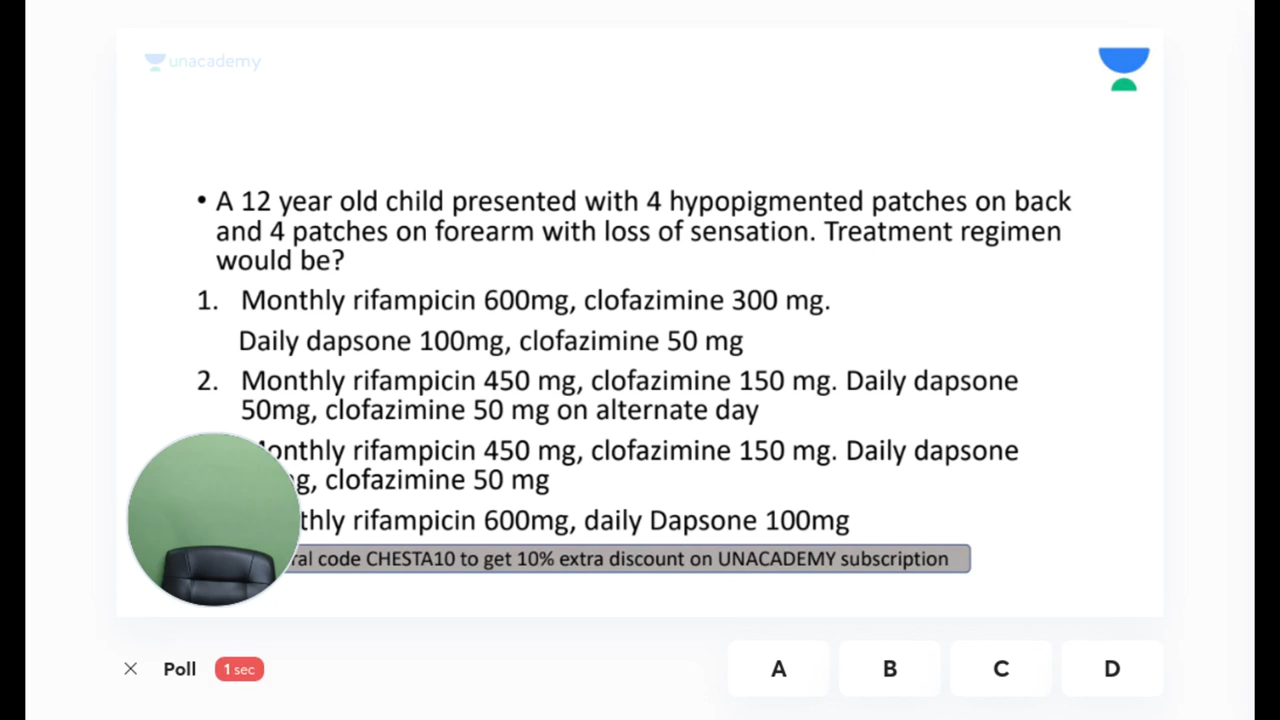 unacademy
• A 12 year old child presented with 4 hypopigmented patches on back
and 4 patches on forearm with loss of sensation. Treatment regimen
would be?
1. Monthly rifampicin 600mg, clofazimine 300 mg.
Daily dapsone 100mg, clofazimine 50 mg
2. Monthly rifampicin 450 mg, clofazimine 150 mg. Daily dapsone
50mg, clofazimine 50 mg on alternate day
Monthly rifampicin 450 mg, clofazimine 150 mg. Daily dapsone
clofazimine 50 mg
rifampicin 600mg, daily Dapsone 100mg
code CHESTA10 to get 10% extra discount on UNACADEMY subscription
× Poll 1 sec A B C D